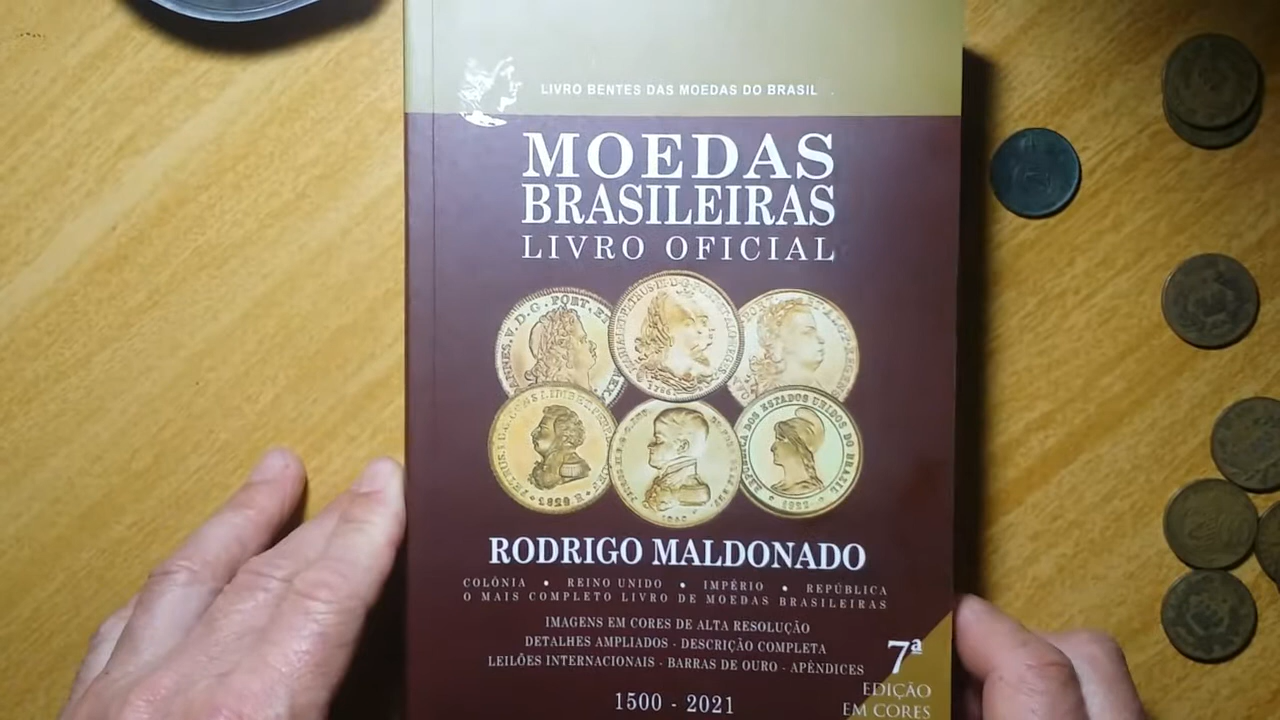 LIVRO BENTES DAS MOEDAS DO BRASIL
MOEDAS
BRASILEIRAS
LIVRO OFICIAL
RODRIGO MALDONADO
COLÔNIA • REINO UNIDO • IMPÉRIO • REPÚBLICA
O MAIS COMPLETO LIVRO DE MOEDAS BRASILEIRAS
IMAGENS EM CORES DE ALTA RESOLUÇÃO
DETALHES AMPLIADOS - DESCRIÇÃO COMPLETA
LEILÕES INTERNACIONAIS - BARRAS DE OURO - APÊNDICES
7ª
EDIÇÃO
EM CORES
1500 - 2021